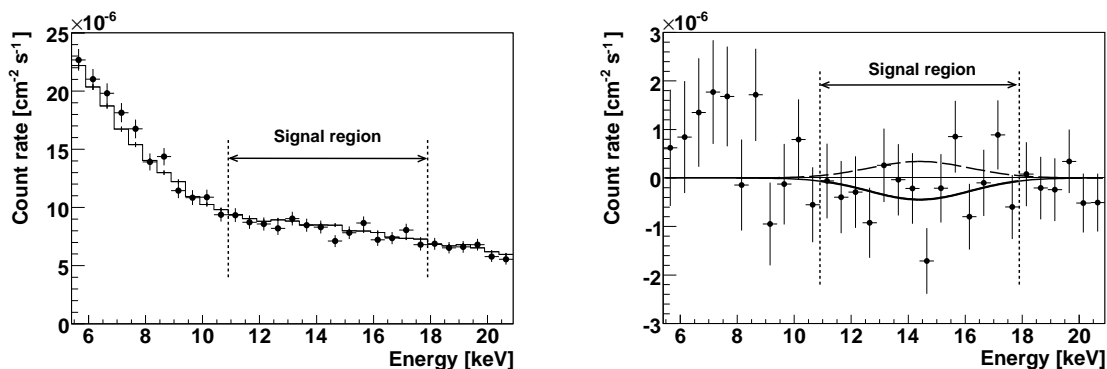 ×10⁻⁶
Count rate [cm⁻² s⁻¹]
25
20
15
10
5
0
Signal region
6 8 10 12 14 16 18 20
Energy [keV]
×10⁻⁶
Count rate [cm⁻² s⁻¹]
3
2
1
0
-1
-2
-3
Signal region
6 8 10 12 14 16 18 20
Energy [keV]